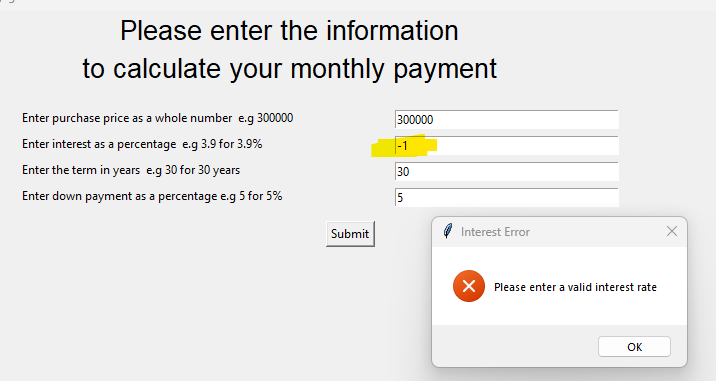 Please enter the information
to calculate your monthly payment
Enter purchase price as a whole number e.g 300000
300000
Enter interest as a percentage e.g 3.9 for 3.9%
-1
Enter the term in years e.g 30 for 30 years
30
Enter down payment as a percentage e.g 5 for 5%
5
Submit
Interest Error
Please enter a valid interest rate
OK